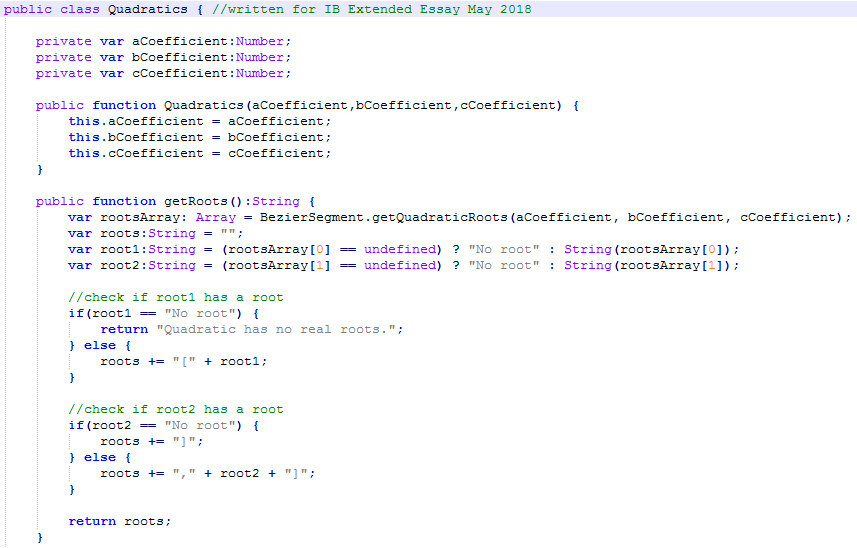 public class Quadratics { //written for IB Extended Essay May 2018
private var aCoefficient:Number;
private var bCoefficient:Number;
private var cCoefficient:Number;
public function Quadratics(aCoefficient,bCoefficient,cCoefficient) {
this.aCoefficient = aCoefficient;
this.bCoefficient = bCoefficient;
this.cCoefficient = cCoefficient;
}
public function getRoots():String {
var rootsArray: Array = BezierSegment.getQuadraticRoots(aCoefficient, bCoefficient, cCoefficient);
var roots:String = "";
var root1:String = (rootsArray[0] == undefined) ? "No root" : String(rootsArray[0]);
var root2:String = (rootsArray[1] == undefined) ? "No root" : String(rootsArray[1]);
//check if root1 has a root
if(root1 == "No root") {
return "Quadratic has no real roots.";
} else {
roots += "[" + root1;
}
//check if root2 has a root
if(root2 == "No root") {
roots += "]";
} else {
roots += "," + root2 + "]";
}
return roots;
}